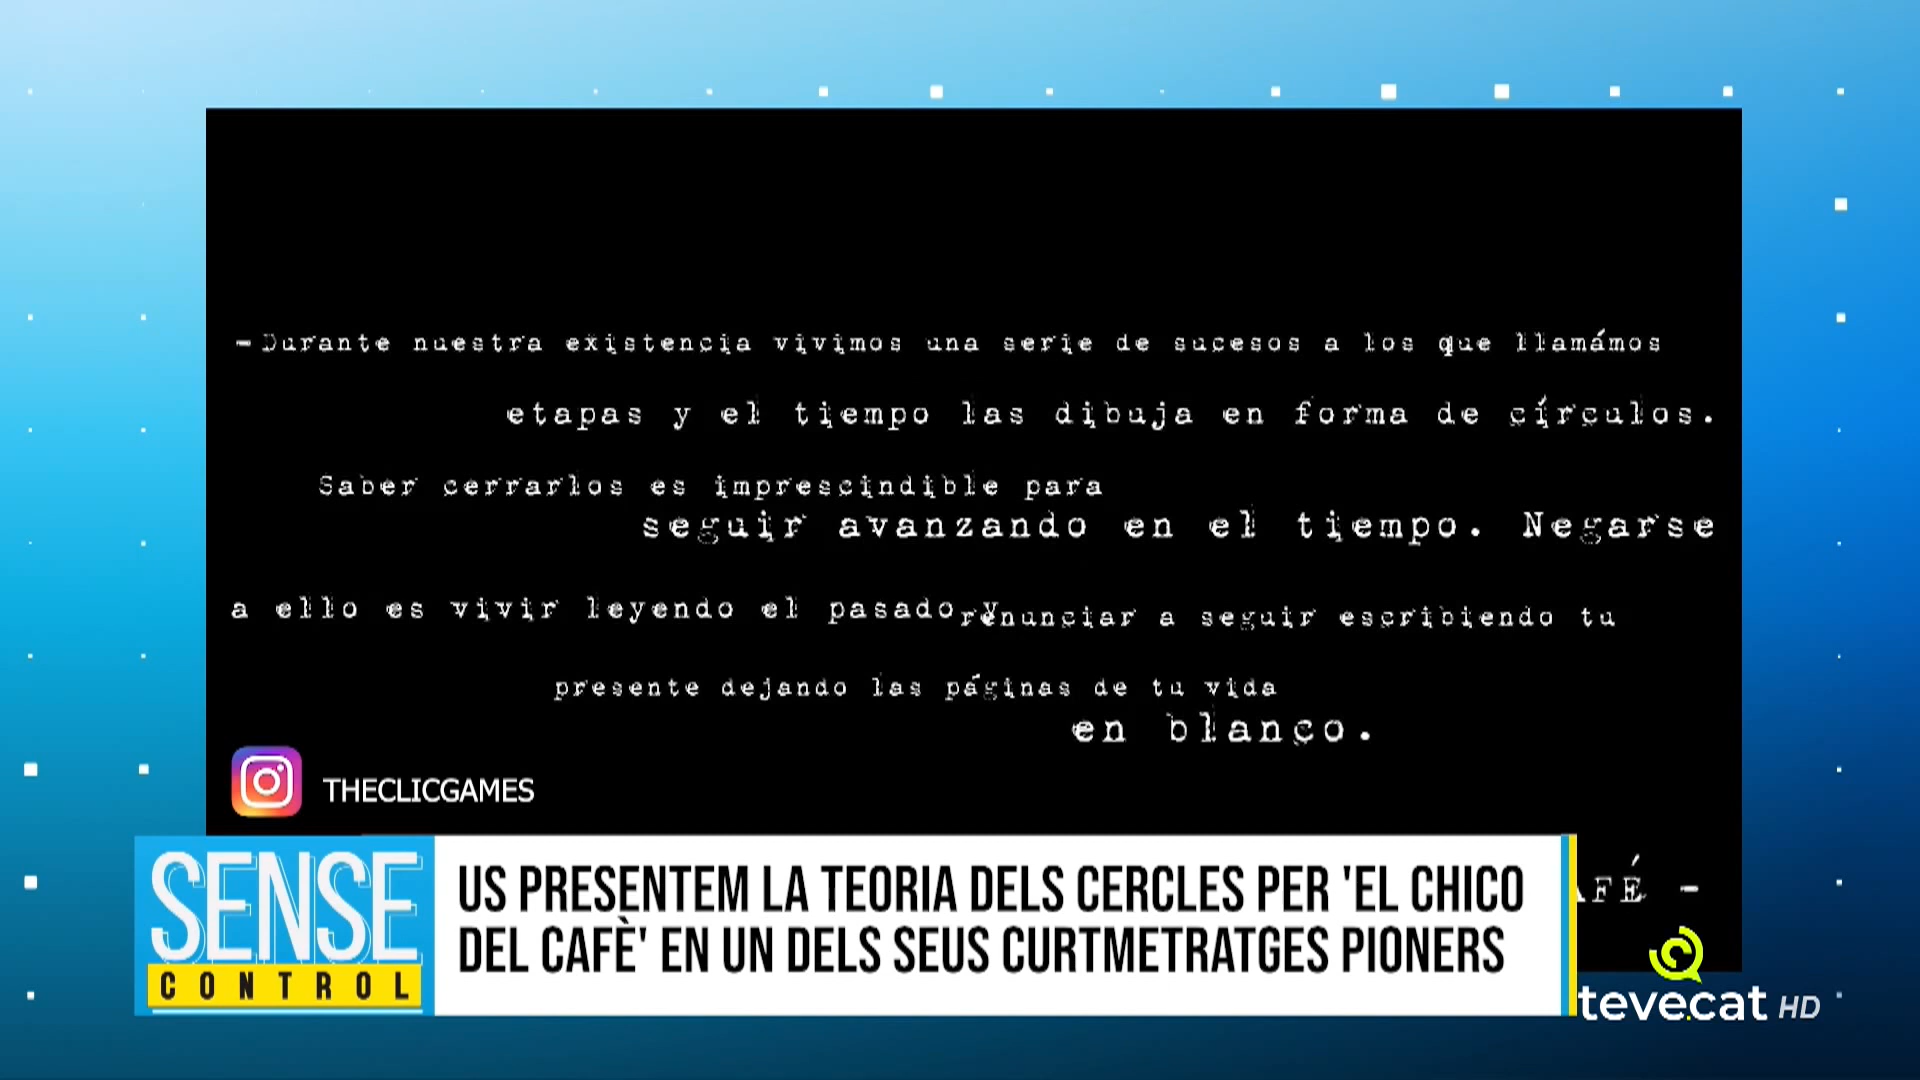 -Durante nuestra existencia vivimos una serie de sucesos a los que llamámos
etapas y el tiempo las dibuja en forma de círculos.
Saber cerrarlos es imprescindible para
seguir avanzando en el tiempo. Negarse
a ello es vivir leyendo el pasado y
renunciar a seguir escribiendo tu
presente dejando las páginas de tu vida
en blanco.
THECLICGAMES
SENSE
CONTROL
US PRESENTEM LA TEORIA DELS CERCLES PER 'EL CHICO
DEL CAFÈ' EN UN DELS SEUS CURTMETRATGES PIONERS
AFÉ -
tevecat HD